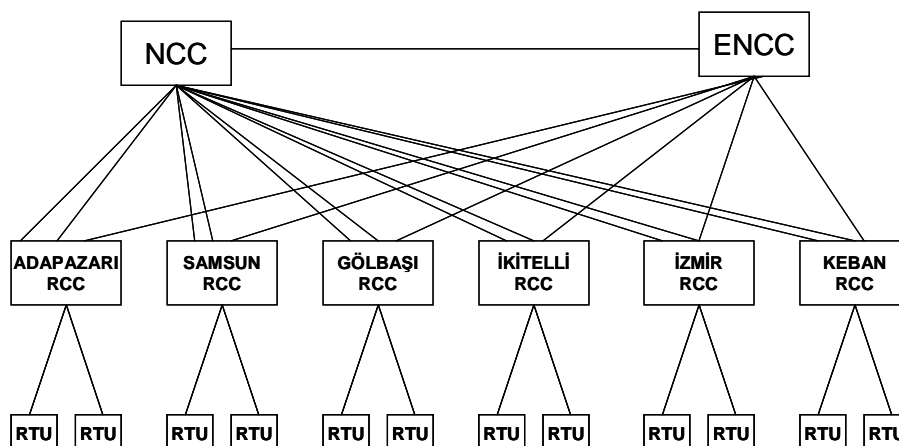 NCC
ENCC
ADAPAZARI
RCC
SAMSUN
RCC
GÖLBAŞI
RCC
İKİTELLİ
RCC
İZMİR
RCC
KEBAN
RCC
RTU
RTU
RTU
RTU
RTU
RTU
RTU
RTU
RTU
RTU
RTU
RTU